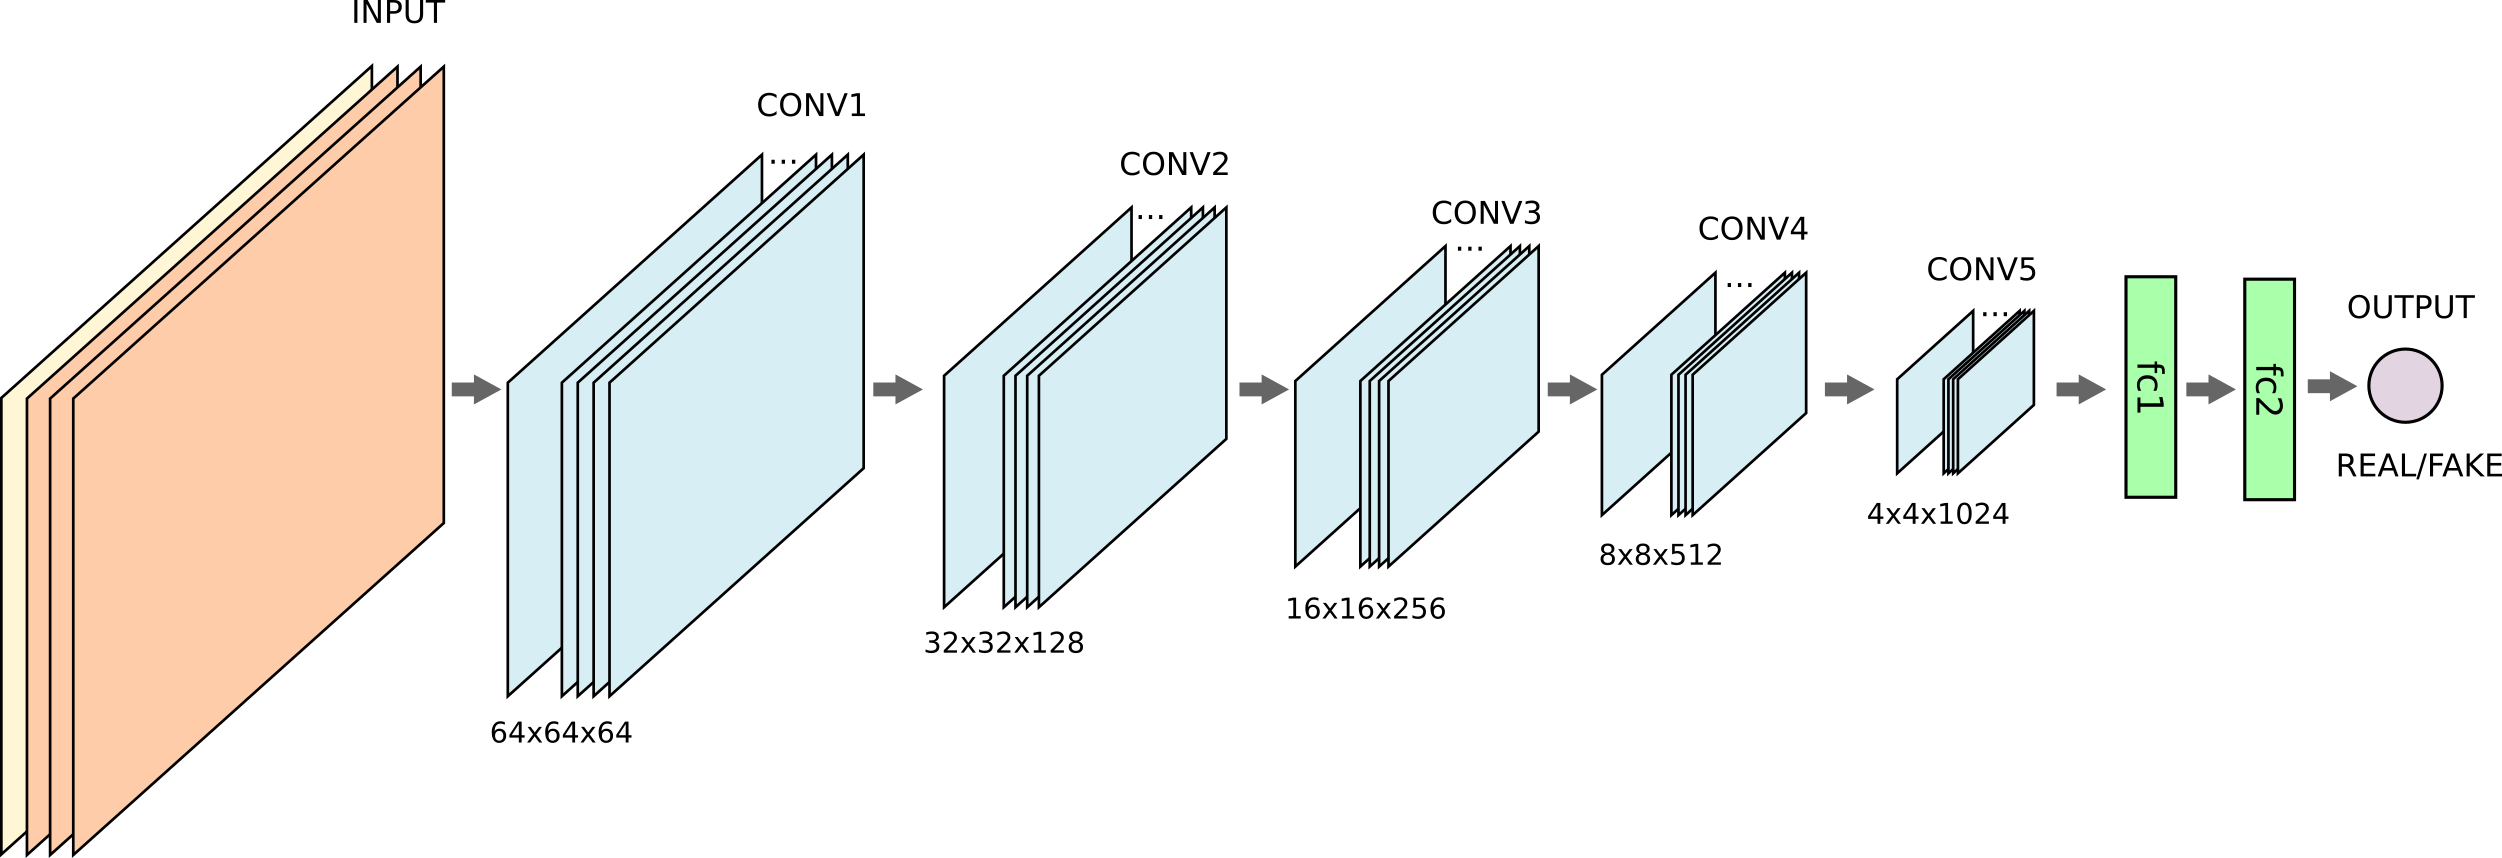 INPUT
CONV1
...
CONV2
...
CONV3
...
CONV4
...
CONV5
...
fc1
fc2
OUTPUT
REAL/FAKE
64x64x64
32x32x128
16x16x256
8x8x512
4x4x1024